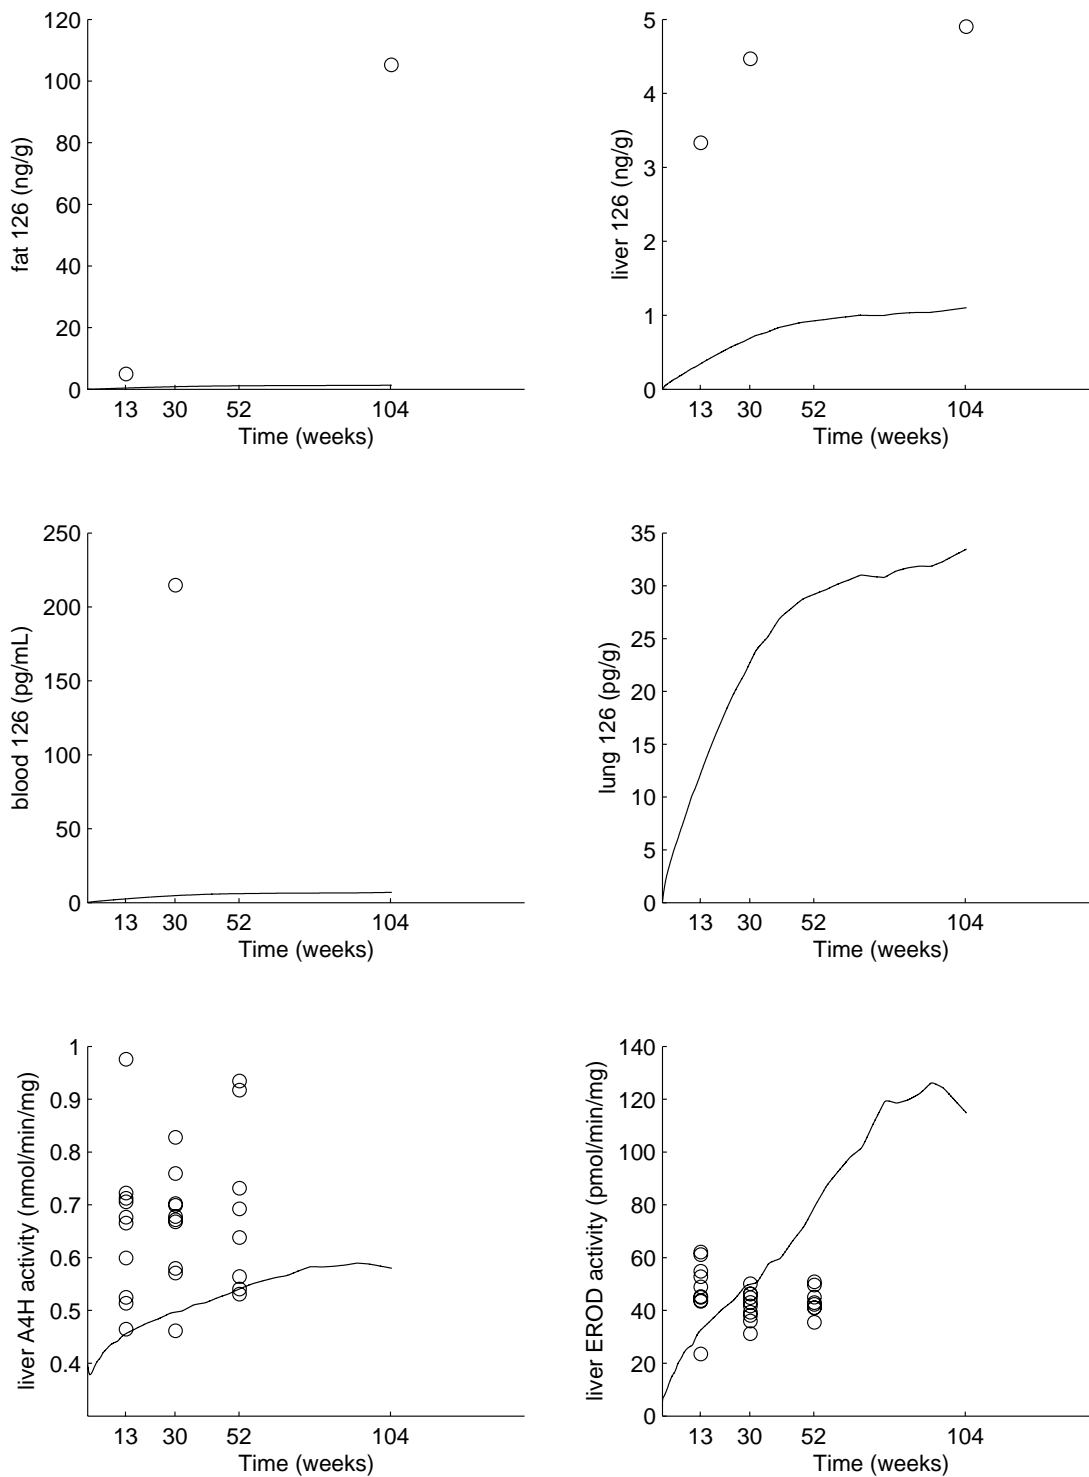 120
100
80
60
40
20
0
fat 126 (ng/g)
13 30 52 104
Time (weeks)
5
4
3
2
1
0
liver 126 (ng/g)
13 30 52 104
Time (weeks)
250
200
150
100
50
0
blood 126 (pg/mL)
13 30 52 104
Time (weeks)
35
30
25
20
15
10
5
0
lung 126 (pg/g)
13 30 52 104
Time (weeks)
1
0.9
0.8
0.7
0.6
0.5
0.4
liver A4H activity (nmol/min/mg)
13 30 52 104
Time (weeks)
140
120
100
80
60
40
20
0
liver EROD activity (pmol/min/mg)
13 30 52 104
Time (weeks)